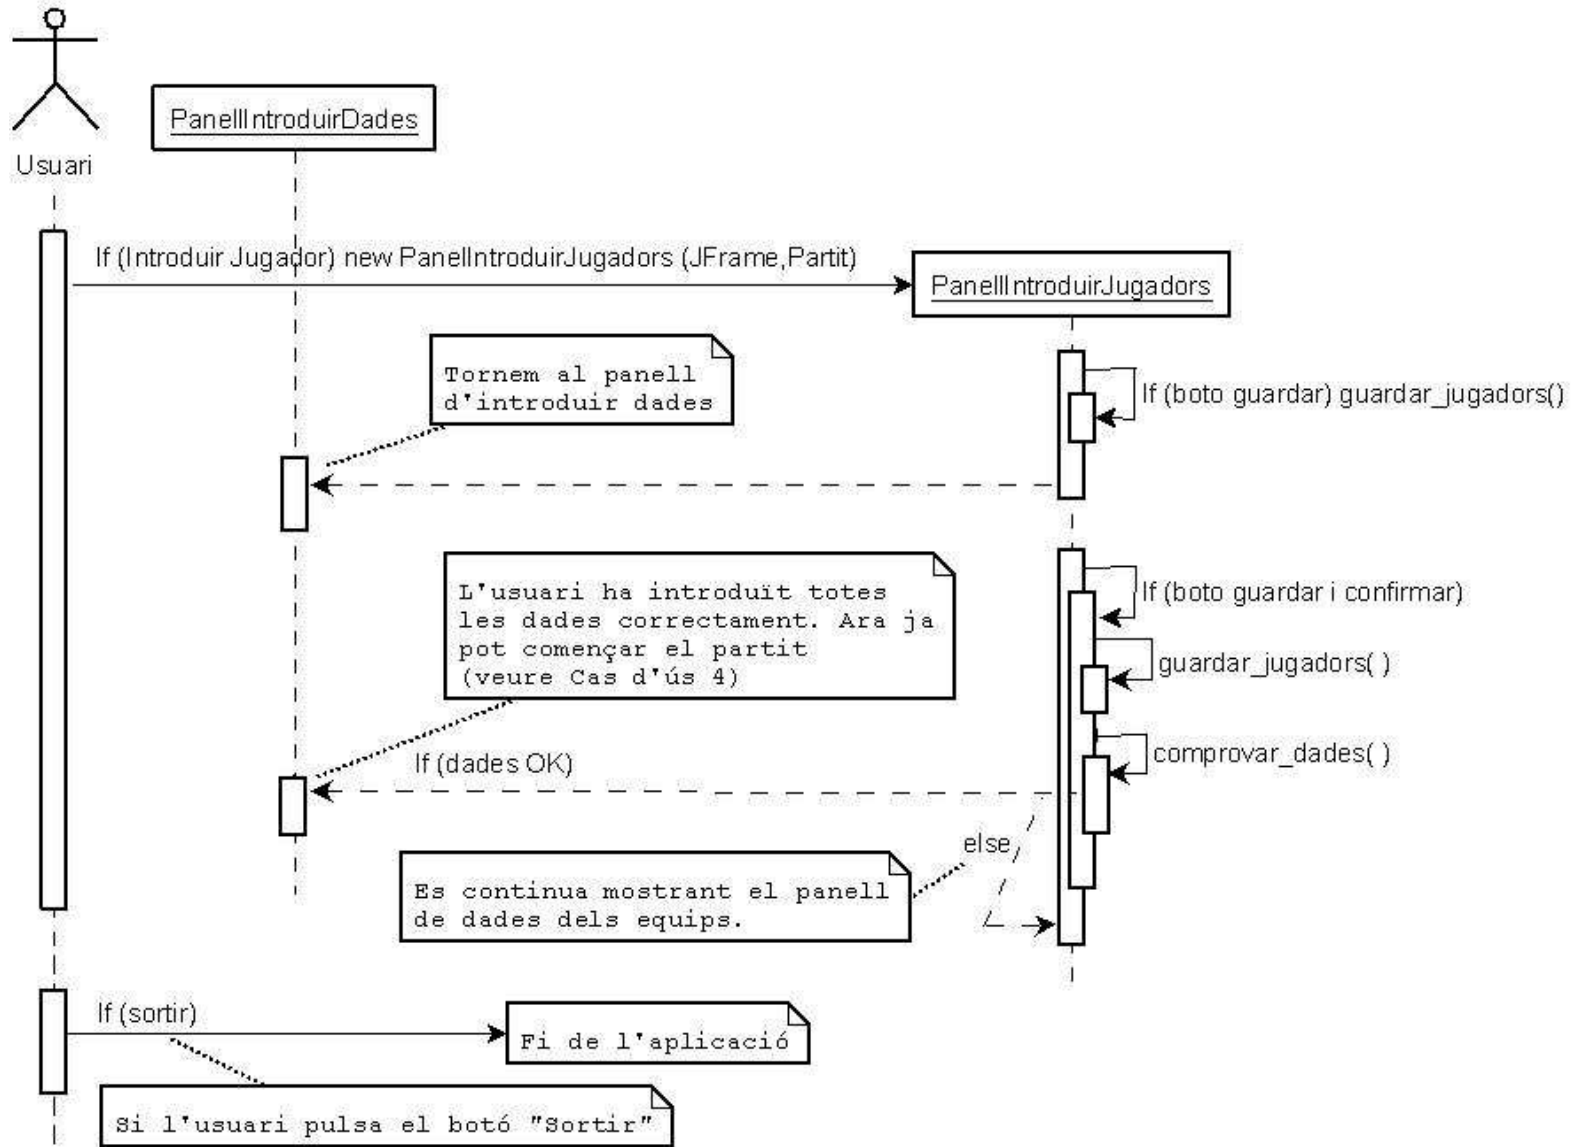 PanellIntroduirDades
Usuari
If (Introduir Jugador) new PanelIntroduirJugadors (JFrame,Partit)
PanellIntroduirJugadors
Tornem al panell
d'introduir dades
If (boto guardar) guardar_jugadors()
L'usuari ha introduït totes
les dades correctament. Ara ja
pot començar el partit
(veure Cas d'ús 4)
If (boto guardar i confirmar)
guardar_jugadors( )
comprovar_dades( )
If (dades OK)
else
Es continua mostrant el panell
de dades dels equips.
If (sortir)
Fi de l'aplicació
Si l'usuari pulsa el botó "Sortir"